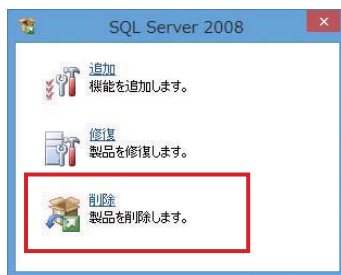 SQL Server 2008
追加
機能を追加します。
修復
製品を修復します。
削除
製品を削除します。